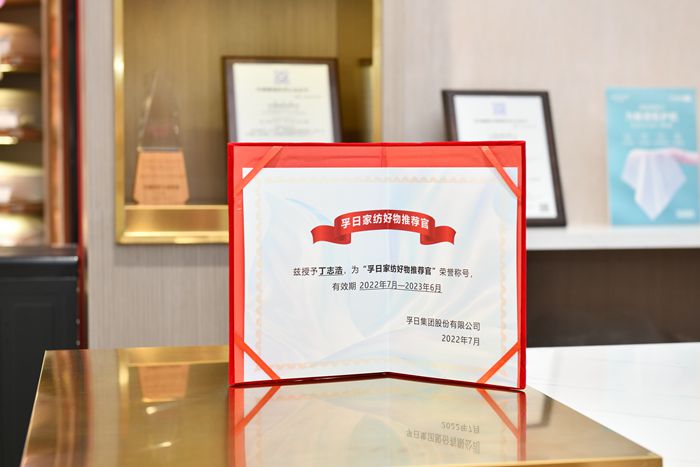 孚日家纺好物推荐官
兹授予丁志浩，为“孚日家纺好物推荐官”荣誉称号，
有效期 2022年7月—2023年6月
孚日集团股份有限公司
2022年7月